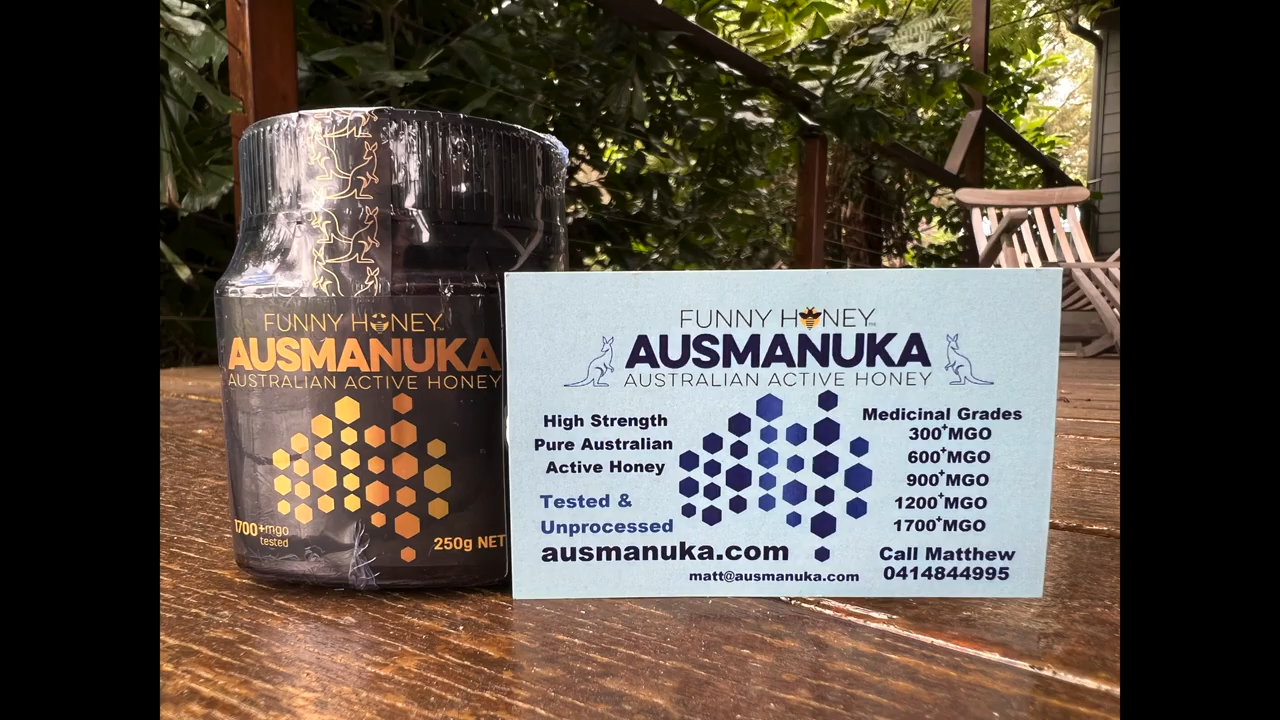 FUNNY HONEY
AUSMANUKA
AUSTRALIAN ACTIVE HONEY
1700+mgo
tested
250g NET
FUNNY HONEY™
AUSMANUKA
AUSTRALIAN ACTIVE HONEY
High Strength
Pure Australian
Active Honey
Tested &
Unprocessed
ausmanuka.com
matt@ausmanuka.com
Medicinal Grades
300+MGO
600+MGO
900+MGO
1200+MGO
1700+MGO
Call Matthew
0414844995